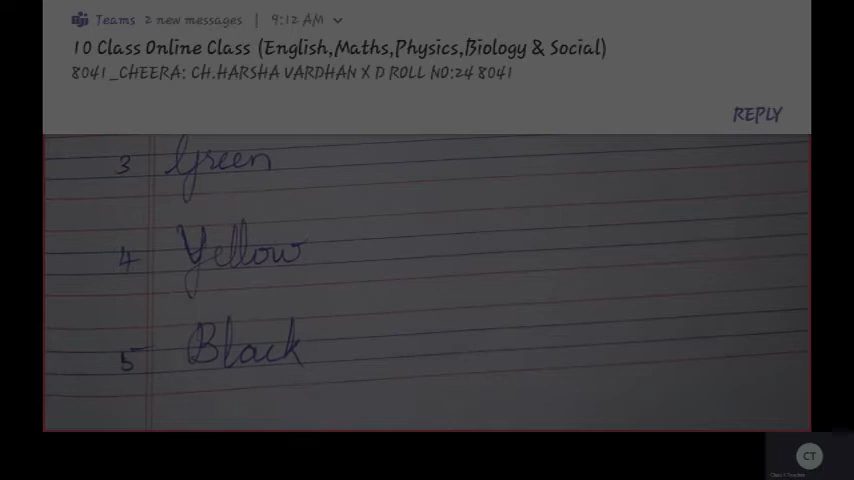 Teams 2 new messages | 9:12 AM
10 Class Online Class (English,Maths,Physics,Biology & Social)
8041_CHEERA: CH.HARSHA VARDHAN X D ROLL NO:24 8041
REPLY
3 Green
4 Yellow
5 Black
CT